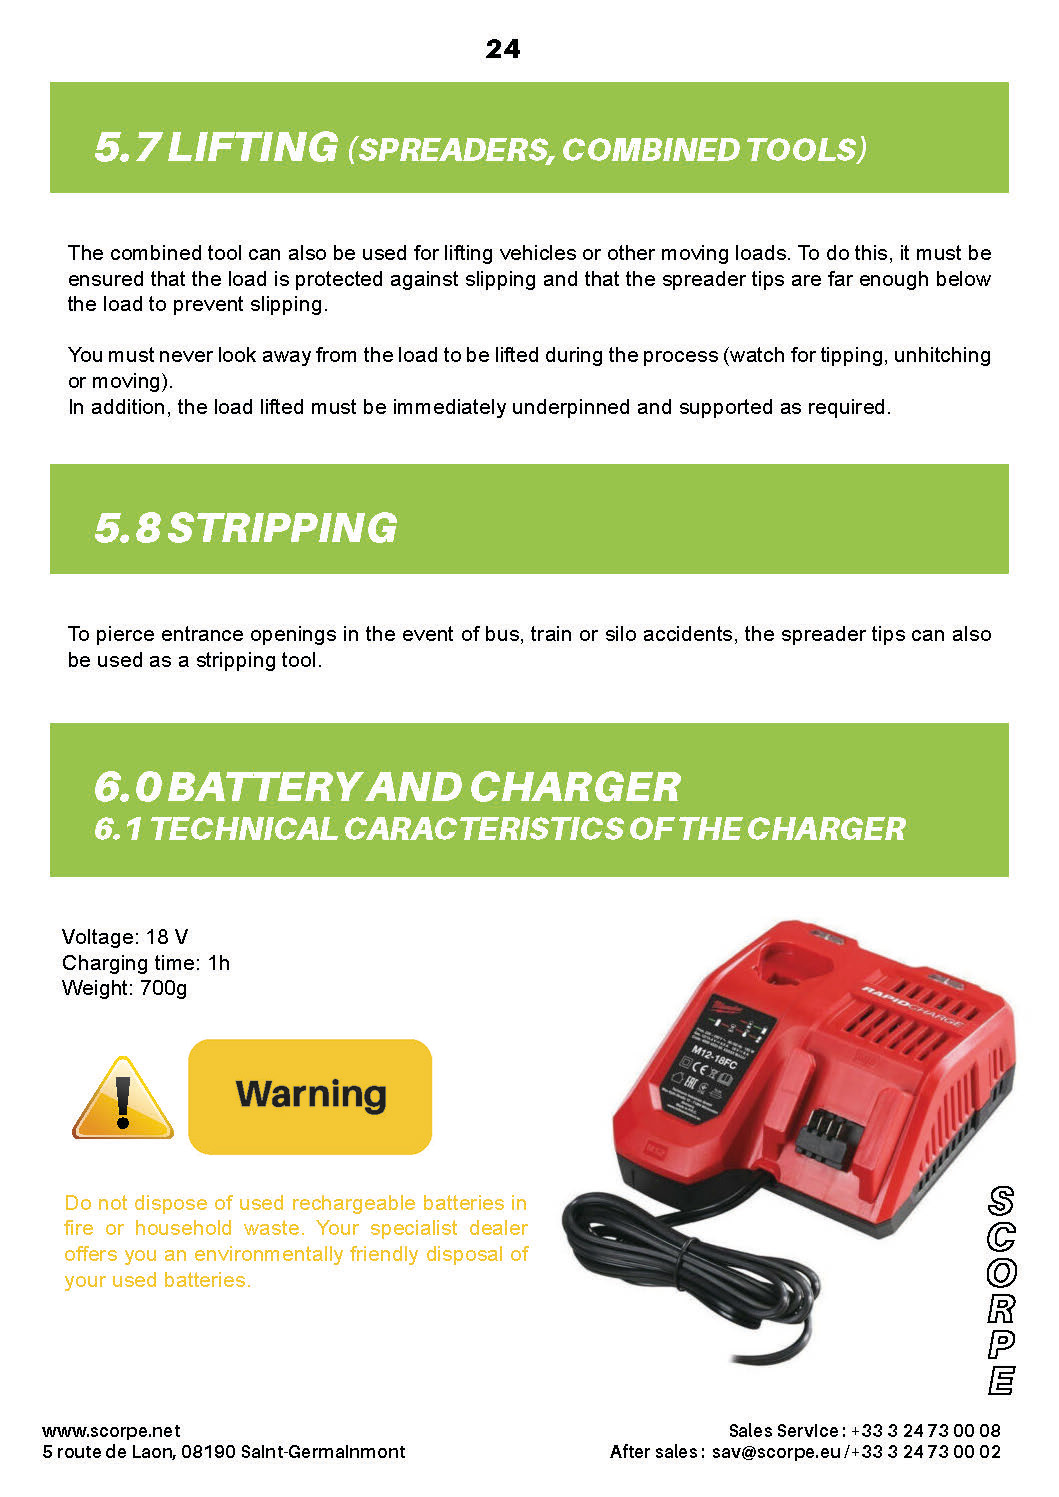 24
5.7 LIFTING (SPREADERS, COMBINED TOOLS)
The combined tool can also be used for lifting vehicles or other moving loads. To do this, it must be
ensured that the load is protected against slipping and that the spreader tips are far enough below
the load to prevent slipping.
You must never look away from the load to be lifted during the process (watch for tipping, unhitching
or moving).
In addition, the load lifted must be immediately underpinned and supported as required.
5.8 STRIPPING
To pierce entrance openings in the event of bus, train or silo accidents, the spreader tips can also
be used as a stripping tool.
6.0 BATTERY AND CHARGER
6.1 TECHNICAL CARACTERISTICS OF THE CHARGER
Voltage: 18 V
Charging time: 1h
Weight: 700g
Warning
Do not dispose of used rechargeable batteries in
fire or household waste. Your specialist dealer
offers you an environmentally friendly disposal of
your used batteries.
RAPIDCHARGE
Milwaukee
M12-18FC
CE
EAC
M12
SCORPE
www.scorpe.net
5 route de Laon, 08190 Saint-Germainmont
Sales Service : +33 3 24 73 00 08
After sales : sav@scorpe.eu /+33 3 24 73 00 02